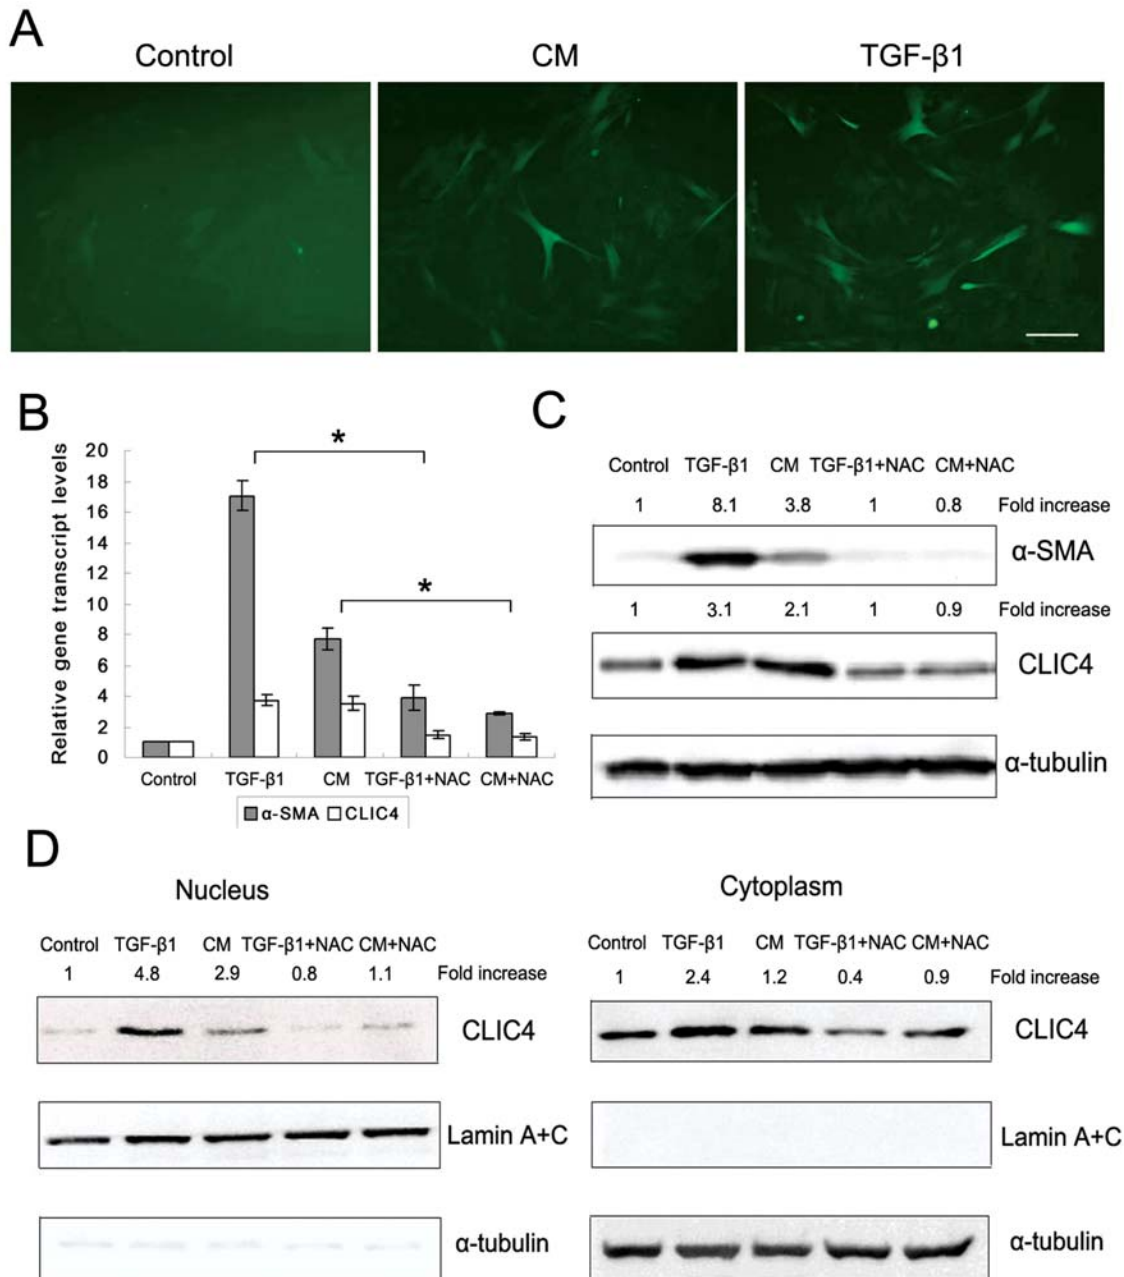 A
Control CM TGF-β1
B
Relative gene transcript levels
20
18
16
14
12
10
8
6
4
2
0
*
*
Control TGF-β1 CM TGF-β1+NAC CM+NAC
α-SMA CLIC4
C
Control TGF-β1 CM TGF-β1+NAC CM+NAC
1 8.1 3.8 1 0.8 Fold increase
α-SMA
1 3.1 2.1 1 0.9 Fold increase
CLIC4
α-tubulin
D
Nucleus
Control TGF-β1 CM TGF-β1+NAC CM+NAC
1 4.8 2.9 0.8 1.1 Fold increase
CLIC4
Lamin A+C
α-tubulin
Cytoplasm
Control TGF-β1 CM TGF-β1+NAC CM+NAC
1 2.4 1.2 0.4 0.9 Fold increase
CLIC4
Lamin A+C
α-tubulin